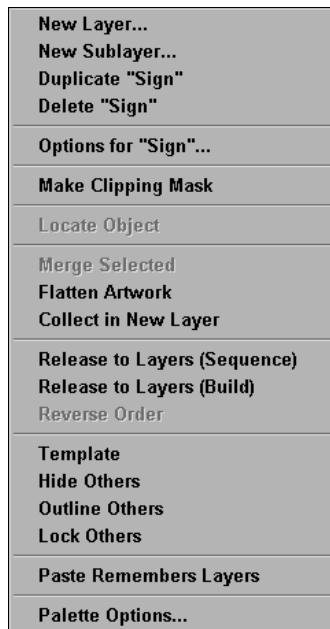 New Layer...
New Sublayer...
Duplicate "Sign"
Delete "Sign"
Options for "Sign"...
Make Clipping Mask
Locate Object
Merge Selected
Flatten Artwork
Collect in New Layer
Release to Layers (Sequence)
Release to Layers (Build)
Reverse Order
Template
Hide Others
Outline Others
Lock Others
Paste Remembers Layers
Palette Options...